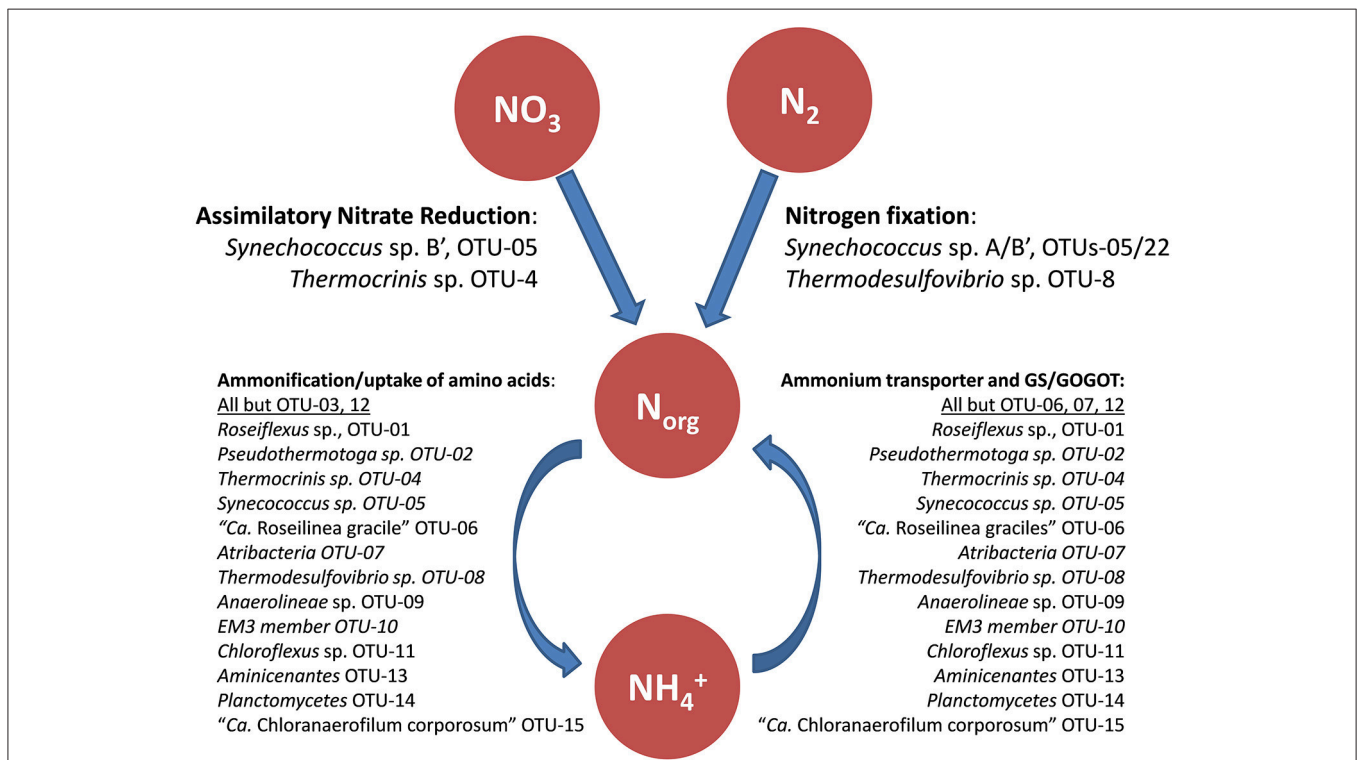 NO3
N2
Assimilatory Nitrate Reduction:
Synechococcus sp. B’, OTU-05
Thermocrinis sp. OTU-4
Nitrogen fixation:
Synechococcus sp. A/B’, OTUs-05/22
Thermodesulfovibrio sp. OTU-8
Norg
Ammonification/uptake of amino acids:
All but OTU-03, 12
Roseiflexus sp., OTU-01
Pseudothermotoga sp. OTU-02
Thermocrinis sp. OTU-04
Synecococcus sp. OTU-05
“Ca. Roseilinea gracile” OTU-06
Atribacteria OTU-07
Thermodesulfovibrio sp. OTU-08
Anaerolineae sp. OTU-09
EM3 member OTU-10
Chloroflexus sp. OTU-11
Aminicenantes OTU-13
Planctomycetes OTU-14
“Ca. Chloranaerofilum corporosum” OTU-15
Ammonium transporter and GS/GOGOT:
All but OTU-06, 07, 12
Roseiflexus sp., OTU-01
Pseudothermotoga sp. OTU-02
Thermocrinis sp. OTU-04
Synecococcus sp. OTU-05
“Ca. Roseilinea graciles” OTU-06
Atribacteria OTU-07
Thermodesulfovibrio sp. OTU-08
Anaerolineae sp. OTU-09
EM3 member OTU-10
Chloroflexus sp. OTU-11
Aminicenantes OTU-13
Planctomycetes OTU-14
“Ca. Chloranaerofilum corporosum” OTU-15
NH4+